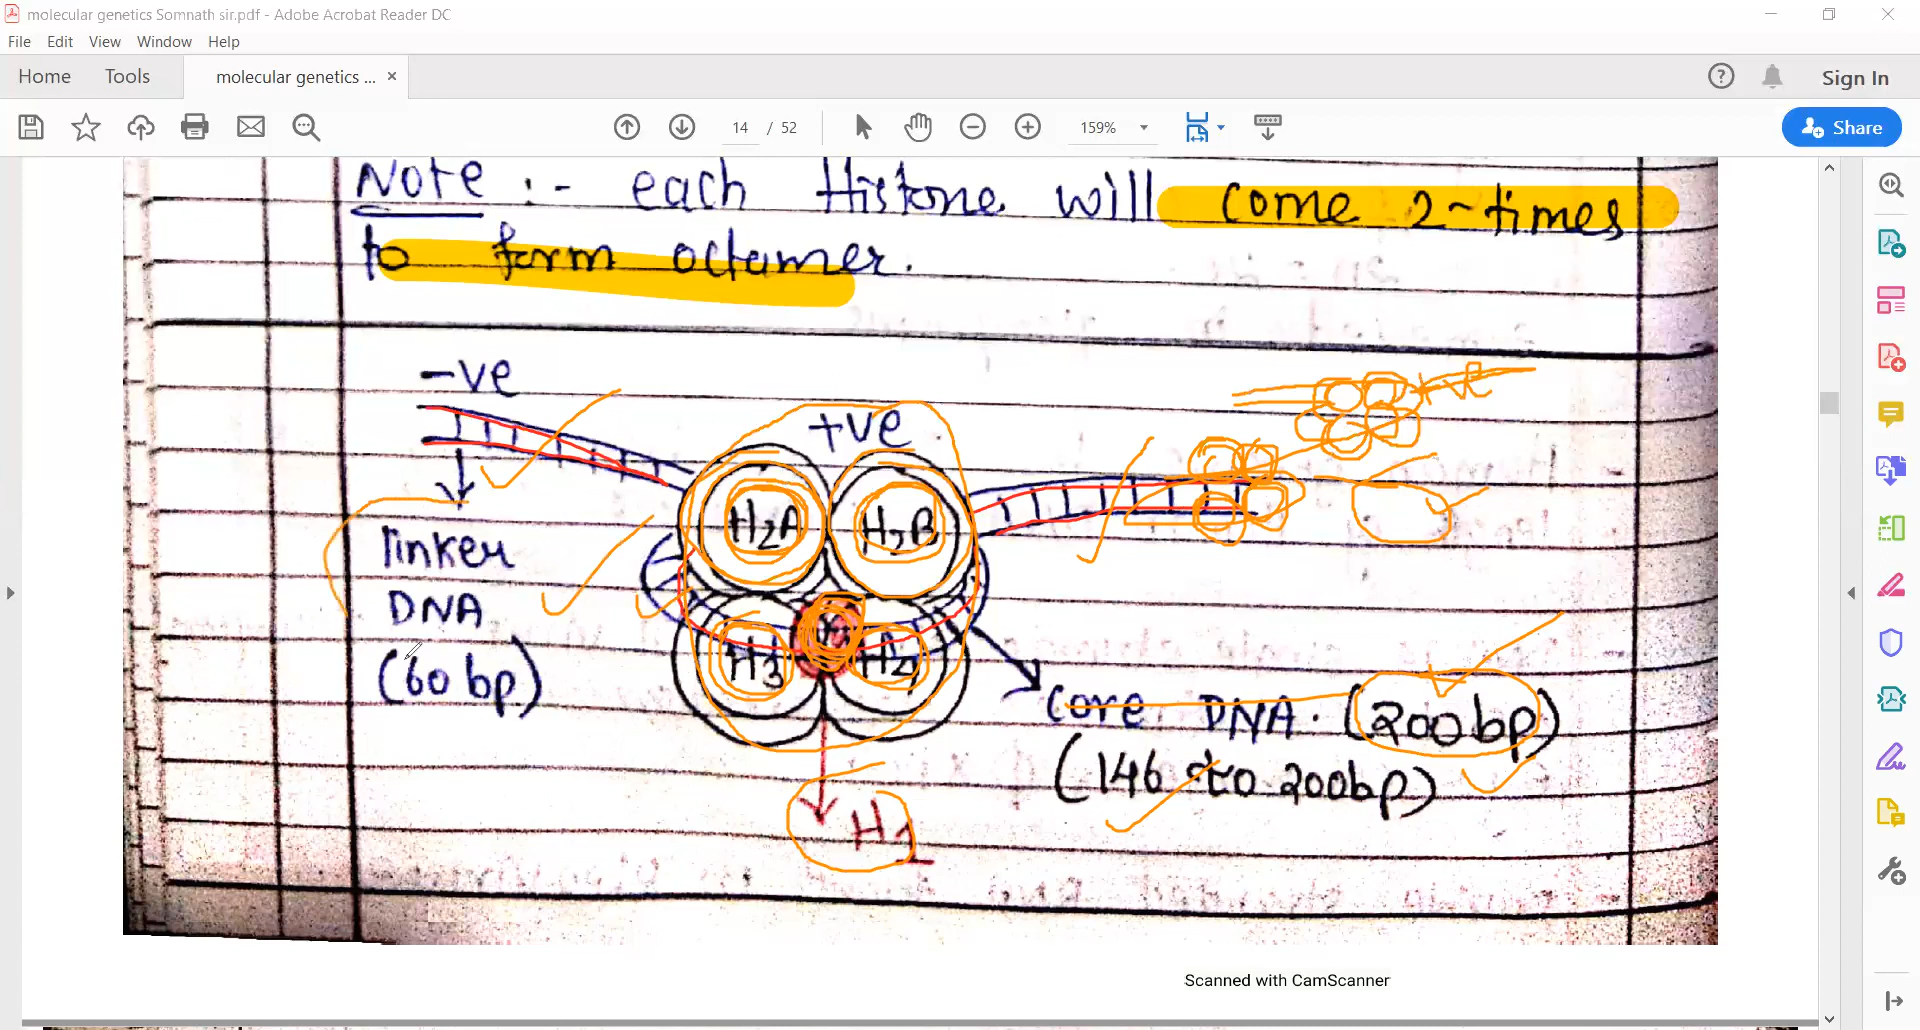 molecular genetics Somnath sir.pdf - Adobe Acrobat Reader DC
File Edit View Window Help
Home Tools molecular genetics ... × Sign In
14 / 52 159% Share
Note :- each Histone will come 2-times
to form octamer.
-ve
+ve
+ve
H2A H2B
linker
DNA
(60 bp)
H3 H4
core DNA. (200bp)
(146 to 200bp)
H1
Scanned with CamScanner